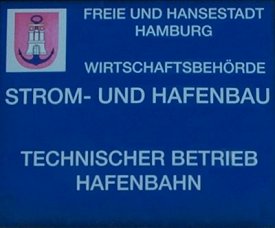 FREIE UND HANSESTADT
HAMBURG
WIRTSCHAFTSBEHÖRDE
STROM- UND HAFENBAU
TECHNISCHER BETRIEB
HAFENBAHN